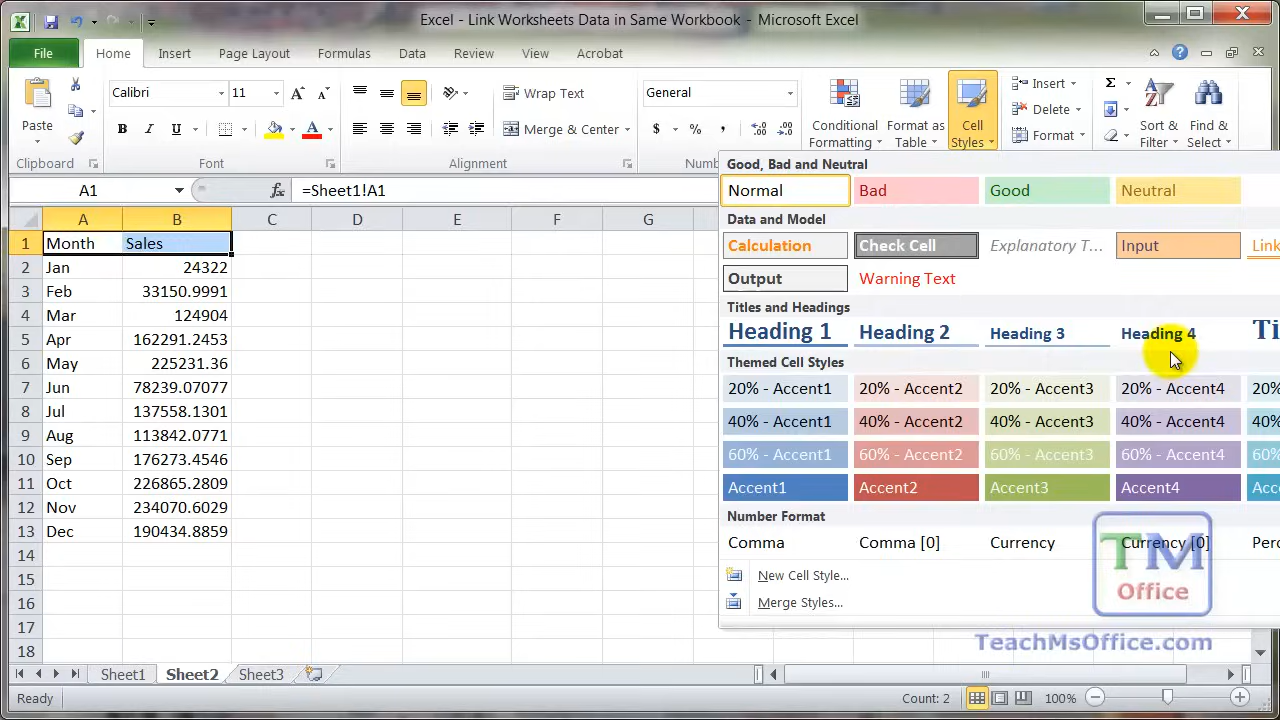 Excel - Link Worksheets Data in Same Workbook - Microsoft Excel
File Home Insert Page Layout Formulas Data Review View Acrobat
Calibri 11 Wrap Text General Insert Σ
Paste B I U A Merge & Center $ % , Conditional Formatting Format as Table Cell Styles Delete Format Sort & Filter Find & Select
Clipboard Font Alignment
A1 fx =Sheet1!A1
A B C D E F G
1 Month Sales
2 Jan 24322
3 Feb 33150.9991
4 Mar 124904
5 Apr 162291.2453
6 May 225231.36
7 Jun 78239.07077
8 Jul 137558.1301
9 Aug 113842.0771
10 Sep 176273.4546
11 Oct 226865.2809
12 Nov 234070.6029
13 Dec 190434.8859
14
15
16
17
18
Good, Bad and Neutral
Normal Bad Good Neutral
Data and Model
Calculation Check Cell Explanatory T... Input Link
Output Warning Text
Titles and Headings
Heading 1 Heading 2 Heading 3 Heading 4 Ti
Themed Cell Styles
20% - Accent1 20% - Accent2 20% - Accent3 20% - Accent4 20%
40% - Accent1 40% - Accent2 40% - Accent3 40% - Accent4 40%
60% - Accent1 60% - Accent2 60% - Accent3 60% - Accent4 60%
Accent1 Accent2 Accent3 Accent4
Number Format
Comma Comma [0] Currency Currency [0] Perc
New Cell Style...
Merge Styles...
TM
Office
TeachMsOffice.com
Sheet1 Sheet2 Sheet3
Ready Count: 2 100%